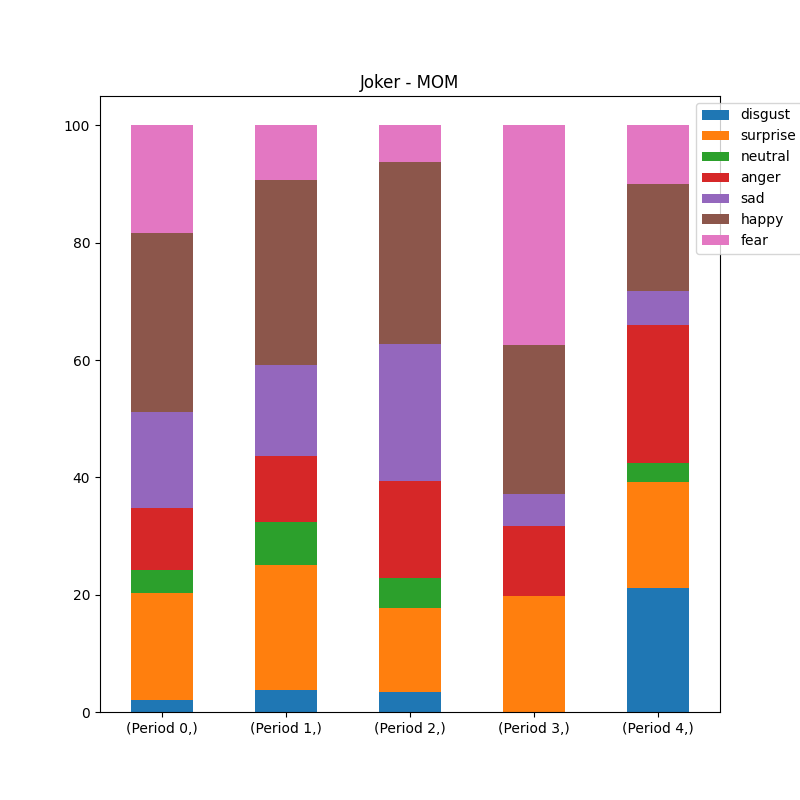 Joker - MOM
100
80
60
40
20
0
(Period 0,) (Period 1,) (Period 2,) (Period 3,) (Period 4,)
disgust
surprise
neutral
anger
sad
happy
fear